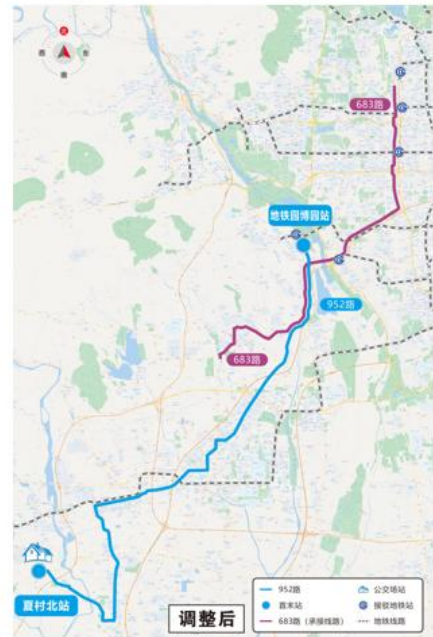 北
西
东
南
683路
地铁园博园站
952路
683路
夏村北站
调整后
952路
公交场站
首末站
接驳地铁站
683路（承接线路）
地铁线路